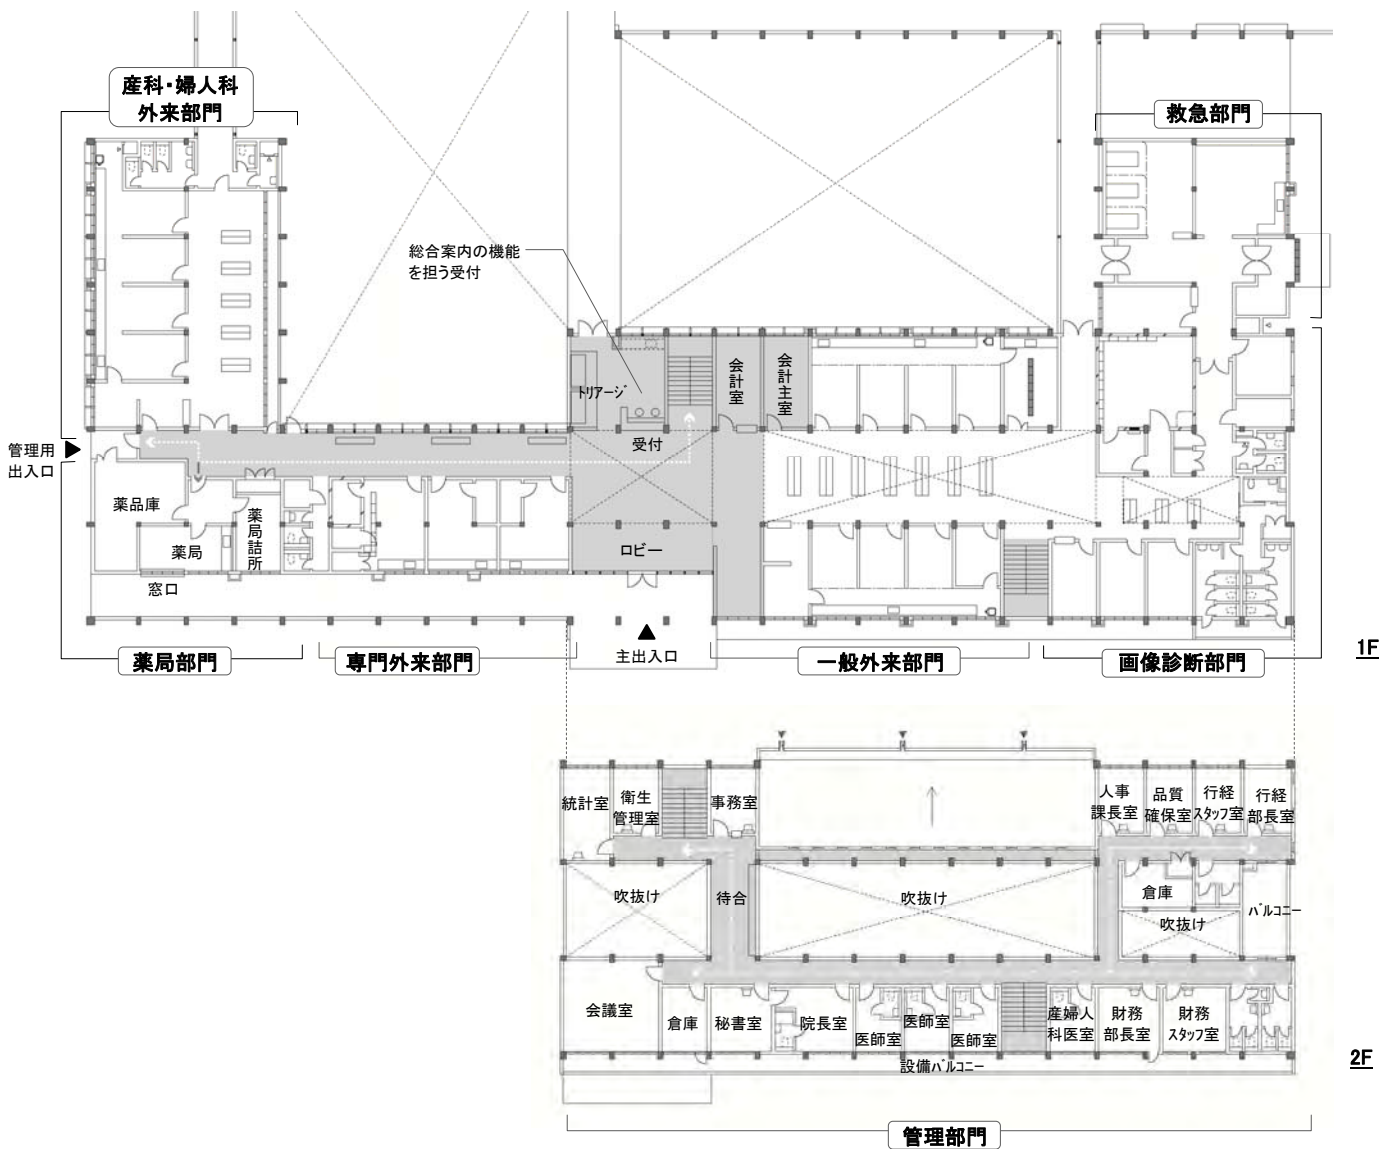 産科・婦人科
外来部門
救急部門
総合案内の機能
を担う受付
トリアージ
会計室
会計主室
受付
管理用
出入口
薬品庫
薬局
薬局詰所
窓口
ロビー
主出入口
薬局部門
専門外来部門
一般外来部門
画像診断部門
1F
統計室
衛生
管理室
事務室
人事
課長室
品質
確保室
行経
スタッフ室
行経
部長室
吹抜け
待合
吹抜け
倉庫
吹抜け
バルコニー
会議室
倉庫
秘書室
院長室
医師室
医師室
医師室
産婦人
科医室
財務
部長室
財務
スタッフ室
設備バルコニー
2F
管理部門